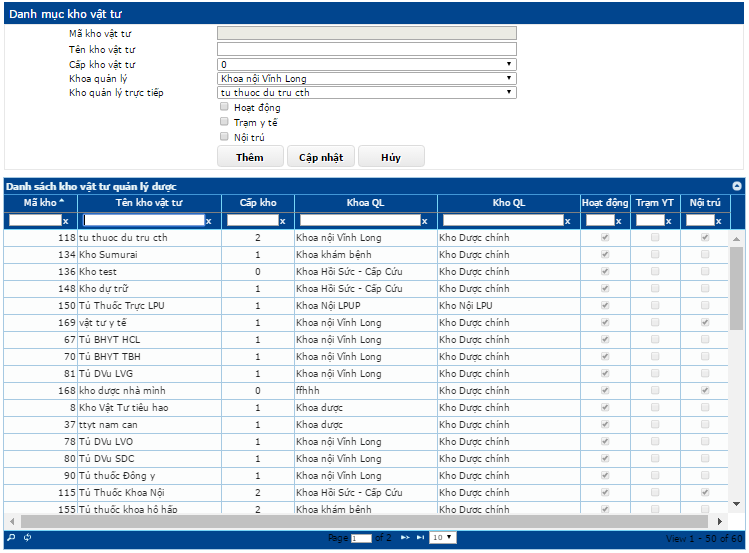 Danh mục kho vật tư
Mã kho vật tư
Tên kho vật tư
Cấp kho vật tư 0
Khoa quản lý Khoa nội Vĩnh Long
Kho quản lý trực tiếp tu thuoc du tru cth
Hoạt động
Trạm y tế
Nội trú
Thêm Cập nhật Hủy
Danh sách kho vật tư quản lý dược
Mã kho Tên kho vật tư Cấp kho Khoa QL Kho QL Hoạt động Trạm YT Nội trú
x x x x x x x x
118 tu thuoc du tru cth 2 Khoa nội Vĩnh Long Kho Dược chính
134 Kho Sumurai 1 Khoa khám bệnh Kho Dược chính
136 Kho test 0 Khoa Hồi Sức - Cấp Cứu Kho Dược chính
148 Kho dự trữ 1 Khoa Hồi Sức - Cấp Cứu Kho Dược chính
150 Tủ Thuốc Trực LPU 1 Khoa Nội LPUP Kho Nội LPU
169 vật tư y tế 1 Khoa nội Vĩnh Long Kho Dược chính
67 Tủ BHYT HCL 1 Khoa nội Vĩnh Long Kho Dược chính
70 Tủ BHYT TBH 1 Khoa nội Vĩnh Long Kho Dược chính
81 Tủ DVu LVG 1 Khoa nội Vĩnh Long Kho Dược chính
168 kho dược nhà mình 0 ffhhh Kho Dược chính
8 Kho Vật Tư tiêu hao 1 Khoa dược Kho Dược chính
37 ttyt nam can 1 Khoa dược Kho Dược chính
78 Tủ DVu LVO 1 Khoa nội Vĩnh Long Kho Dược chính
80 Tủ DVu SDC 1 Khoa nội Vĩnh Long Kho Dược chính
90 Tủ thuốc Đông y 1 Khoa nội Vĩnh Long Kho Dược chính
115 Tủ Thuốc Khoa Nội 2 Khoa Hồi Sức - Cấp Cứu Kho Dược chính
155 Tủ thuốc khoa hô hấp 2 Khoa khám bệnh Kho Dược chính
Page 1 of 2 10 View 1 - 50 of 60